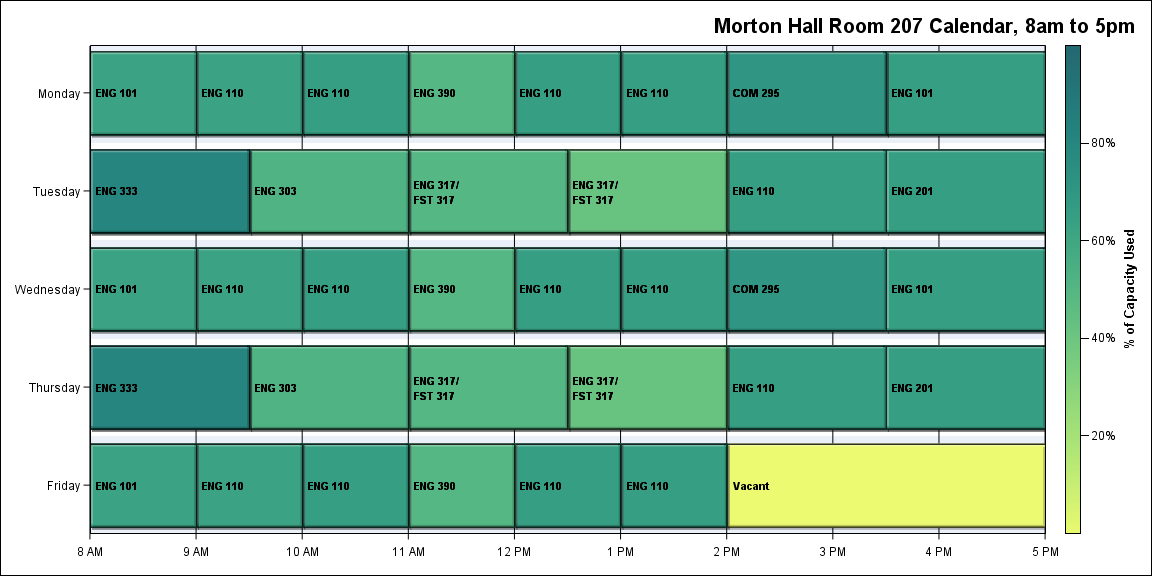 Morton Hall Room 207 Calendar, 8am to 5pm
Monday
ENG 101
ENG 110
ENG 110
ENG 390
ENG 110
ENG 110
COM 295
ENG 101
Tuesday
ENG 333
ENG 303
ENG 317/
FST 317
ENG 317/
FST 317
ENG 110
ENG 201
Wednesday
ENG 101
ENG 110
ENG 110
ENG 390
ENG 110
ENG 110
COM 295
ENG 101
Thursday
ENG 333
ENG 303
ENG 317/
FST 317
ENG 317/
FST 317
ENG 110
ENG 201
Friday
ENG 101
ENG 110
ENG 110
ENG 390
ENG 110
ENG 110
Vacant
8 AM
9 AM
10 AM
11 AM
12 PM
1 PM
2 PM
3 PM
4 PM
5 PM
80%
60%
40%
20%
% of Capacity Used